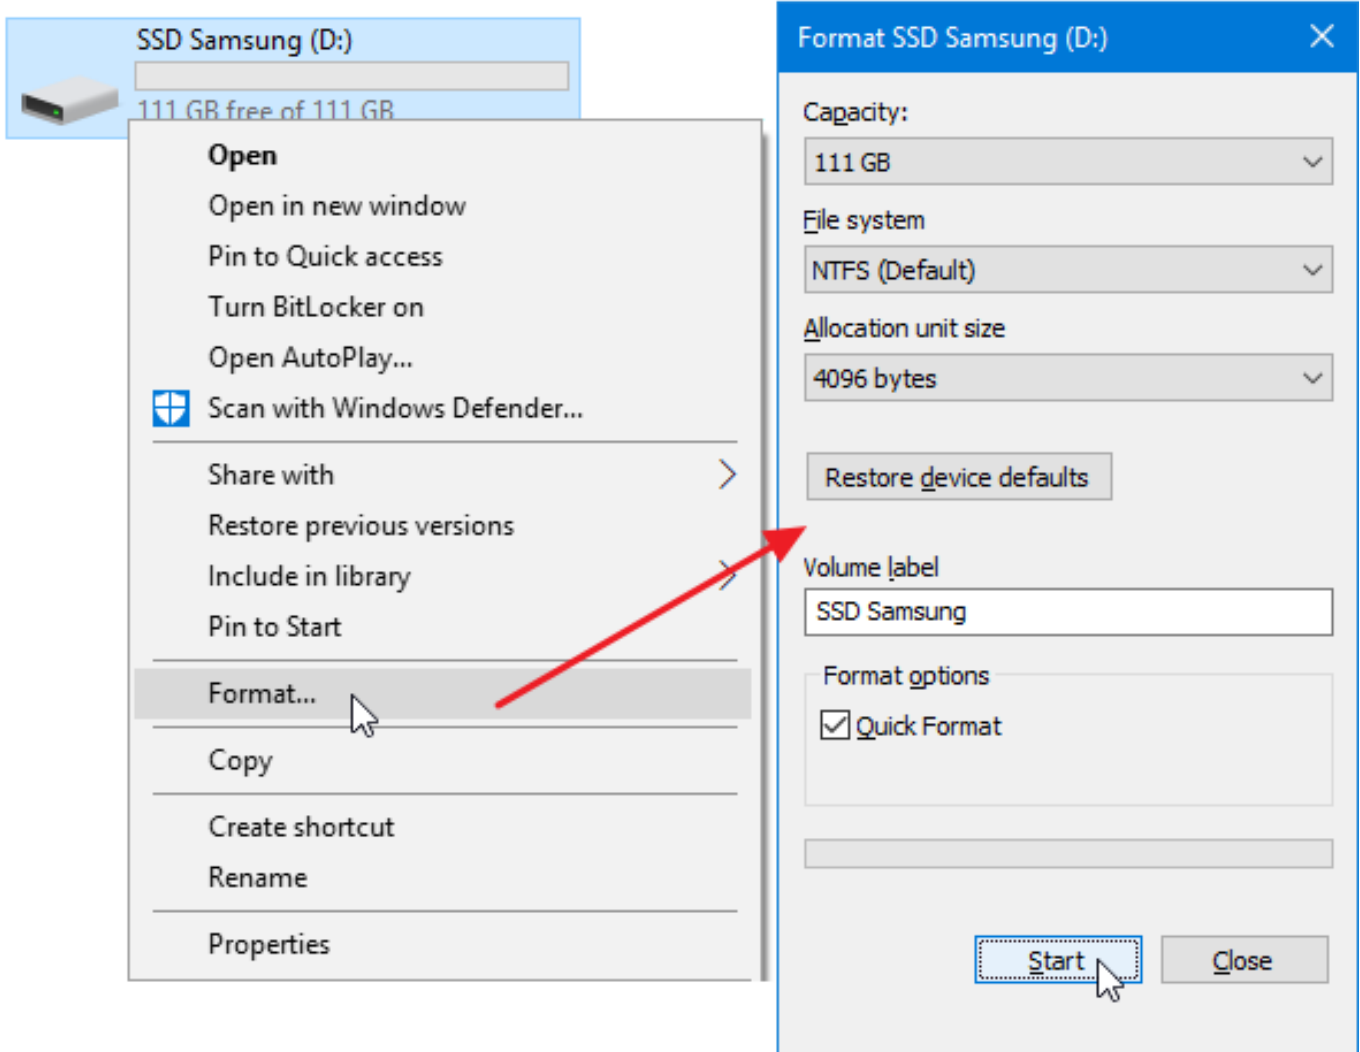 SSD Samsung (D:)
111 GB free of 111 GB
Open
Open in new window
Pin to Quick access
Turn BitLocker on
Open AutoPlay...
Scan with Windows Defender...
Share with
Restore previous versions
Include in library
Pin to Start
Format...
Copy
Create shortcut
Rename
Properties
Format SSD Samsung (D:)
Capacity:
111 GB
File system
NTFS (Default)
Allocation unit size
4096 bytes
Restore device defaults
Volume label
SSD Samsung
Format options
Quick Format
Start
Close